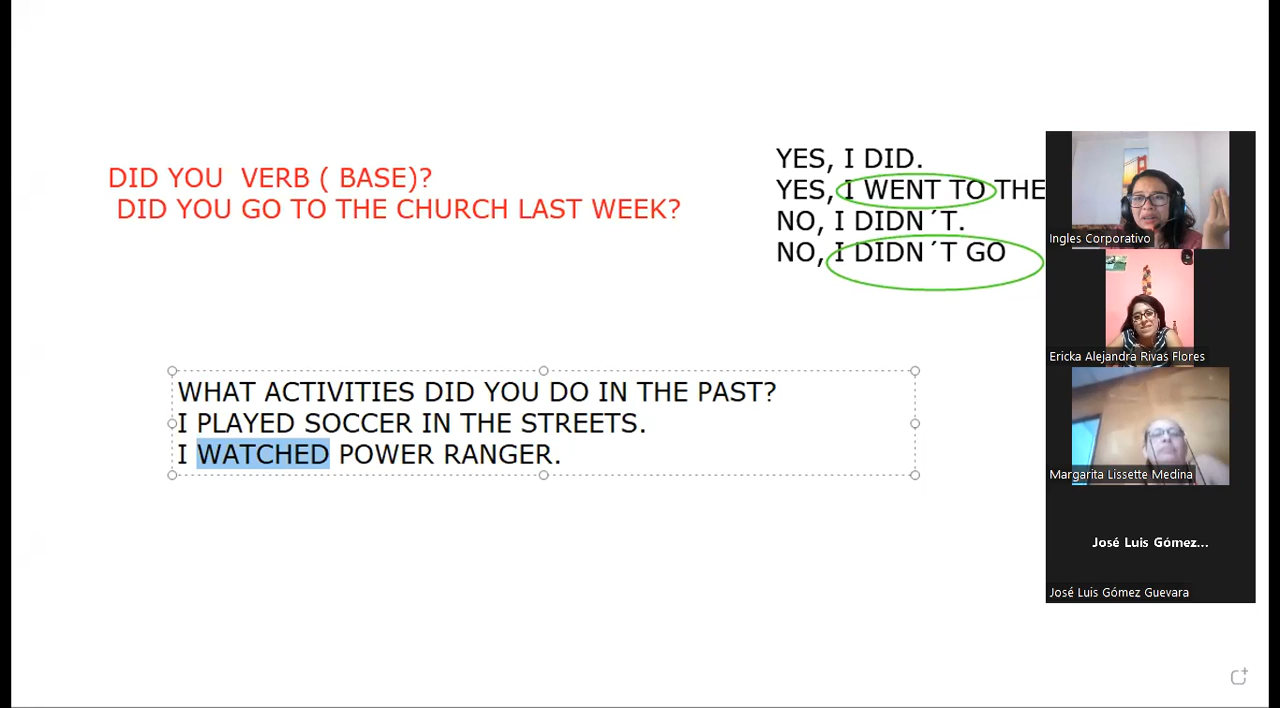 DID YOU VERB ( BASE)?
DID YOU GO TO THE CHURCH LAST WEEK?
YES, I DID.
YES, I WENT TO THE
NO, I DIDN´T.
NO, I DIDN´T GO
WHAT ACTIVITIES DID YOU DO IN THE PAST?
I PLAYED SOCCER IN THE STREETS.
I WATCHED POWER RANGER.
Ingles Corporativo
Ericka Alejandra Rivas Flores
Margarita Lissette Medina
José Luis Gómez...
José Luis Gómez Guevara